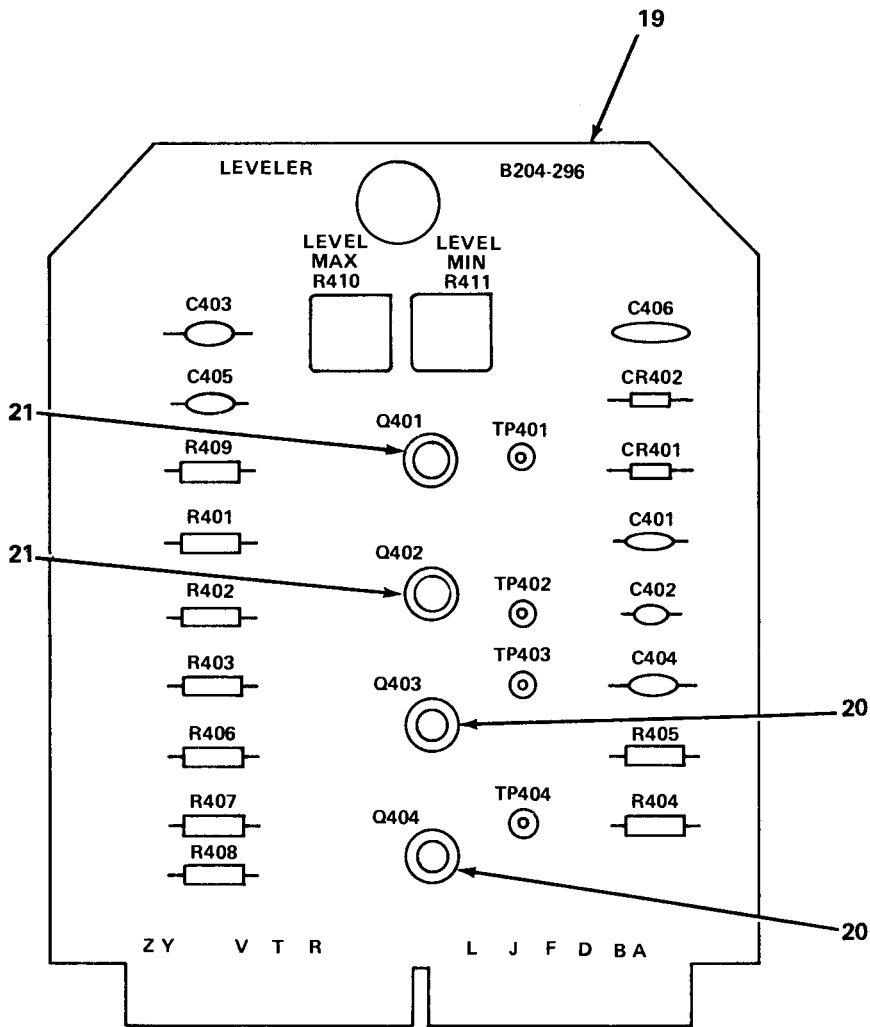 19
LEVELER
B204-296
LEVEL
MAX
R410
LEVEL
MIN
R411
C403
C406
C405
CR402
21
Q401
TP401
R409
CR401
R401
C401
21
Q402
R402
TP402
C402
R403
TP403
C404
Q403
20
R406
R405
R407
Q404
TP404
R404
R408
20
Z Y V T R L J F D B A